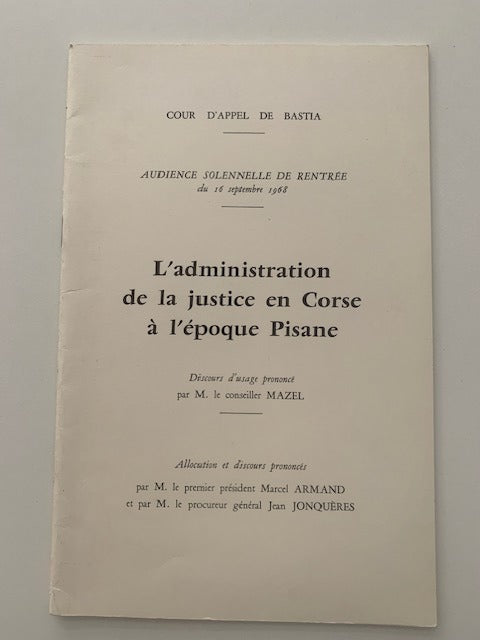 COUR D'APPEL DE BASTIA
AUDIENCE SOLENNELLE DE RENTRÉE
du 16 septembre 1968
L'administration
de la justice en Corse
à l'époque Pisane
Discours d'usage prononcé
par M. le conseiller MAZEL
Allocution et discours prononcés
par M. le premier président Marcel ARMAND
et par M. le procureur général Jean JONQUÈRES